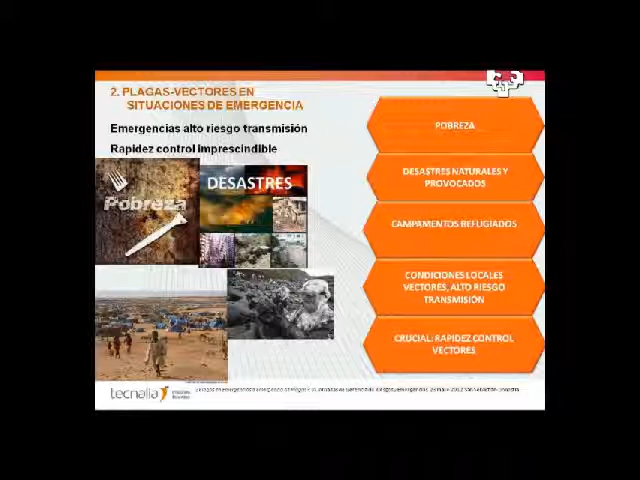 2. PLAGAS-VECTORES EN
SITUACIONES DE EMERGENCIA
Emergencias alto riesgo transmisión
Rapidez control imprescindible
Pobreza
DESASTRES
POBREZA
DESASTRES NATURALES Y
PROVOCADOS
CAMPAMENTOS REFUGIADOS
CONDICIONES LOCALES
VECTORES, ALTO RIESGO
TRANSMISIÓN
CRUCIAL: RAPIDEZ CONTROL
VECTORES
tecnalia